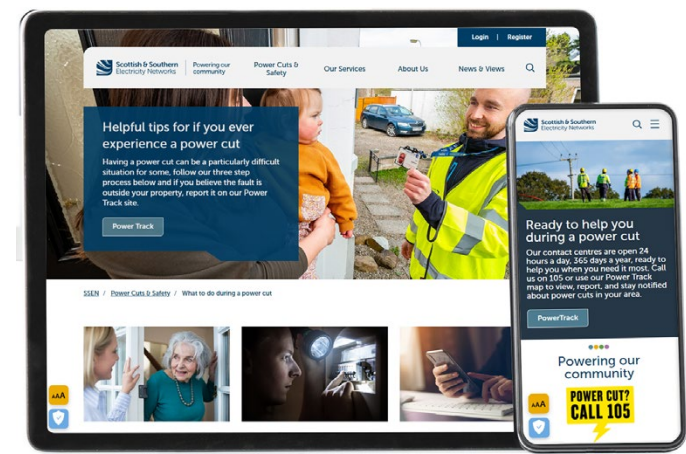 Login | Register
Scottish & Southern
Electricity Networks
Powering our
community
Power Cuts &
Safety
Our Services
About Us
News & Views
Helpful tips for if you ever
experience a power cut
Having a power cut can be a particularly difficult
situation for some, follow our three step
process below and if you believe the fault is
outside your property, report it on our Power
Track site.
Power Track
SSEN / Power Cuts & Safety / What to do during a power cut
AAA
Scottish & Southern
Electricity Networks
Ready to help you
during a power cut
Our contact centres are open 24
hours a day, 365 days a year, ready to
help you when you need it most. Call
us on 105 or use our Power Track
map to view, report, and stay notified
about power cuts in your area.
PowerTrack
Powering our
community
POWER CUT?
CALL 105
AAA